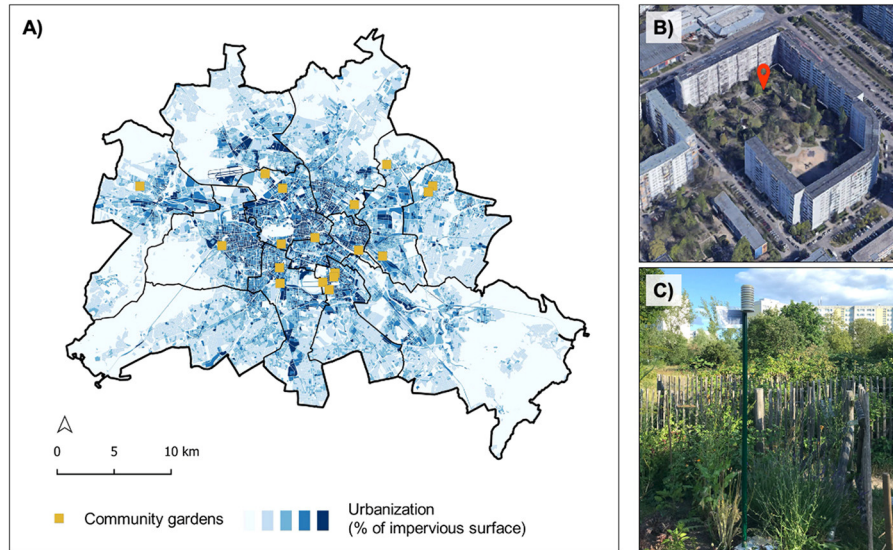 A)
0 5 10 km
Community gardens
Urbanization
(% of impervious surface)
B)
C)